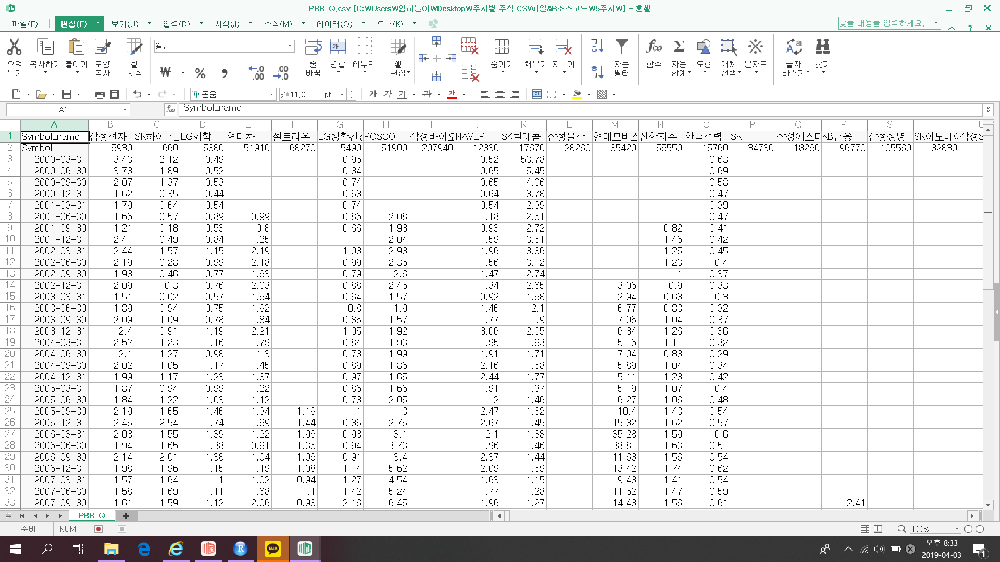 PBR_Q.csv [C:₩Users₩임하늘이₩Desktop₩주차별 주식 CSV파일&R소스코드₩5주차₩] - 호셀
파일(F) 편집(E) 보기(U) 입력(D) 서식(J) 수식(M) 데이터(Q) 도구(K) 찾을 내용을 입력하세요.
오려 두기 복사하기 붙이기 모양 복사 셀 서식 일반 ₩ % , 줄 바꿈 병합 테두리 셀 편집 숨기기 채우기 지우기 자동 필터 함수 자동 합계 도형 개체 선택 문자표 글자 바꾸기 찾기
돋움 11.0 pt 가 가 가 가 가
A1 Symbol_name
A B C D E F G H I J K L M N O P Q R S T U
1 Symbol_name 삼성전자 SK하이닉스 LG화학 현대차 셀트리온 LG생활건강 POSCO 삼성바이오 NAVER SK텔레콤 삼성물산 현대모비스 신한지주 한국전력 SK 삼성에스디 KB금융 삼성생명 SK이노베이 삼성S
2 Symbol 5930 660 5380 51910 68270 5490 51900 207940 12330 17670 28260 35420 55550 15760 34730 18260 96770 105560 32830
3 2000-03-31 3.43 2.12 0.49 0.95 0.52 53.78 0.63
4 2000-06-30 3.78 1.89 0.52 0.84 0.65 5.45 0.69
5 2000-09-30 2.07 1.37 0.53 0.74 0.65 4.06 0.58
6 2000-12-31 1.62 0.35 0.44 0.68 0.64 3.78 0.47
7 2001-03-31 1.79 0.64 0.54 0.74 0.54 2.39 0.39
8 2001-06-30 1.66 0.57 0.89 0.99 0.86 2.08 1.18 2.51 0.47
9 2001-09-30 1.21 0.18 0.53 0.8 0.66 1.98 0.93 2.72 0.82 0.41
10 2001-12-31 2.41 0.49 0.84 1.25 1 2.04 1.59 3.51 1.46 0.42
11 2002-03-31 2.44 1.57 1.15 2.19 1.03 2.93 1.96 3.36 1.25 0.45
12 2002-06-30 2.19 0.28 0.99 2.18 0.99 2.35 1.56 3.12 1.23 0.4
13 2002-09-30 1.98 0.46 0.77 1.63 0.79 2.6 1.47 2.74 1 0.37
14 2002-12-31 2.09 0.3 0.76 2.03 0.88 2.45 1.34 2.65 3.06 0.9 0.33
15 2003-03-31 1.51 0.02 0.57 1.54 0.64 1.57 0.92 1.58 2.94 0.68 0.3
16 2003-06-30 1.89 0.94 0.75 1.92 0.8 1.9 1.46 2.1 6.77 0.83 0.32
17 2003-09-30 2.09 1.09 0.78 1.84 0.85 1.57 1.77 1.9 7.06 1.04 0.37
18 2003-12-31 2.4 0.91 1.19 2.21 1.05 1.92 3.06 2.05 6.34 1.26 0.36
19 2004-03-31 2.52 1.23 1.16 1.79 0.84 1.93 1.95 1.93 5.16 1.11 0.32
20 2004-06-30 2.1 1.27 0.98 1.3 0.78 1.99 1.91 1.71 7.04 0.88 0.29
21 2004-09-30 2.02 1.05 1.17 1.45 0.89 1.86 2.16 1.58 5.89 1.04 0.34
22 2004-12-31 1.99 1.17 1.23 1.37 0.97 1.65 2.44 1.77 5.11 1.23 0.42
23 2005-03-31 1.87 0.94 0.99 1.22 0.86 1.66 1.91 1.37 5.19 1.07 0.4
24 2005-06-30 1.84 1.22 1.03 1.12 0.78 2.05 2 1.46 6.27 1.06 0.48
25 2005-09-30 2.19 1.65 1.46 1.34 1.19 1 3 2.47 1.62 10.4 1.43 0.54
26 2005-12-31 2.45 2.54 1.74 1.69 1.44 0.86 2.75 2.67 1.45 15.82 1.62 0.57
27 2006-03-31 2.03 1.55 1.39 1.22 1.96 0.93 3.1 2.1 1.38 35.28 1.59 0.6
28 2006-06-30 1.94 1.65 1.38 0.91 1.35 0.94 3.73 1.96 1.46 38.81 1.63 0.51
29 2006-09-30 2.14 2.01 1.38 1.04 1.06 0.91 3.4 2.37 1.44 11.68 1.56 0.54
30 2006-12-31 1.98 1.96 1.15 1.19 1.08 1.14 5.62 2.09 1.59 13.42 1.74 0.62
31 2007-03-31 1.57 1.64 1 1.02 0.94 1.27 4.54 1.63 1.15 9.43 1.41 0.54
32 2007-06-30 1.58 1.69 1.11 1.68 1.1 1.42 5.24 1.77 1.28 11.52 1.47 0.59
33 2007-09-30 1.61 1.59 1.12 2.06 0.98 2.16 6.45 1.96 1.27 14.48 1.56 0.61 2.41
PBR_Q
준비 NUM 100%
TALK
오후 8:33
2019-04-03
1